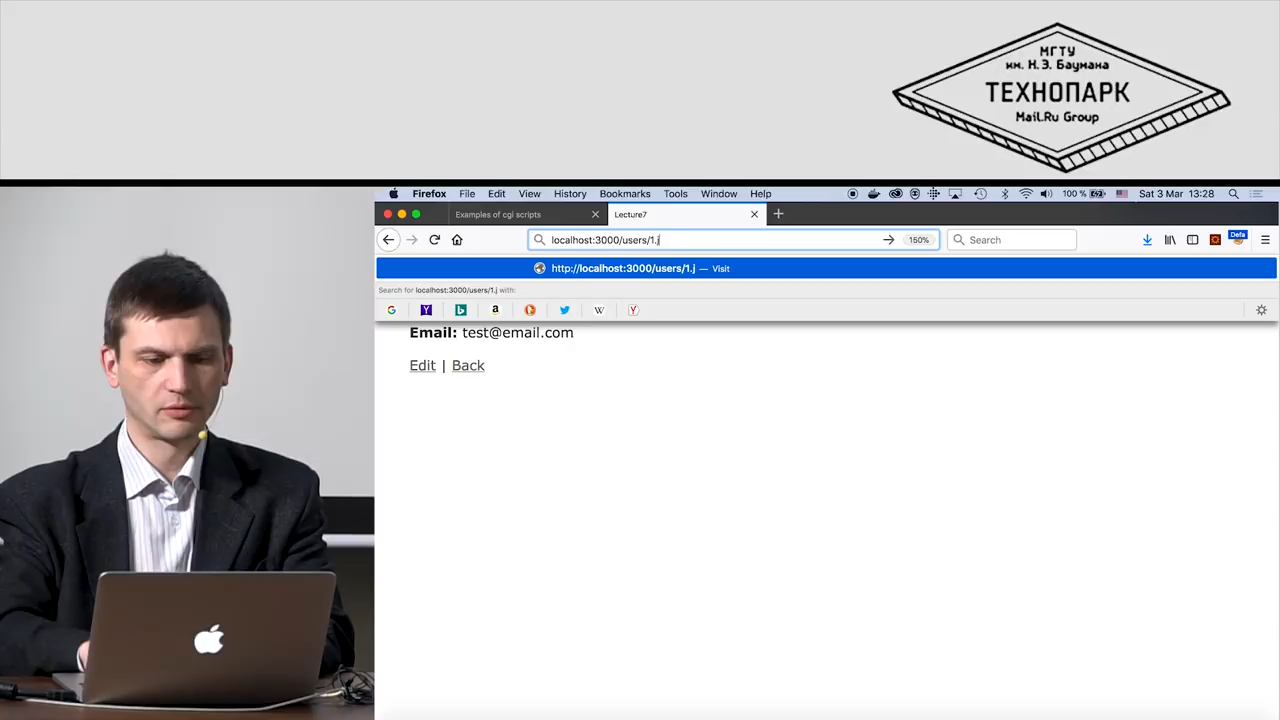 МГТУ
им. Н.Э. Баумана
ТЕХНОПАРК
Mail.Ru Group
Firefox File Edit View History Bookmarks Tools Window Help 100 % Sat 3 Mar 13:28
Examples of cgi scripts Lecture7
localhost:3000/users/1.j 150% Search Defa
http://localhost:3000/users/1.j — Visit
Search for localhost:3000/users/1.j with:
Email: test@email.com
Edit | Back